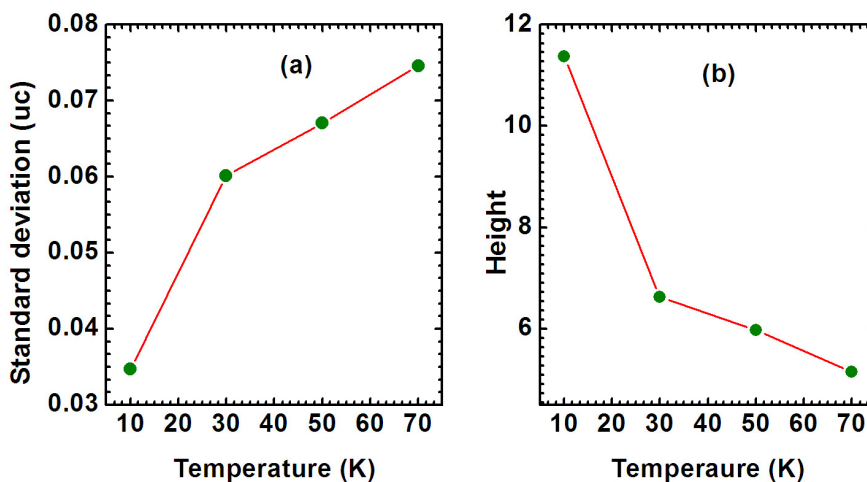 (a)
Standard deviation (uc)
0.08
0.07
0.06
0.05
0.04
0.03
10 20 30 40 50 60 70
Temperature (K)
(b)
Height
12
10
8
6
10 20 30 40 50 60 70
Temperaure (K)